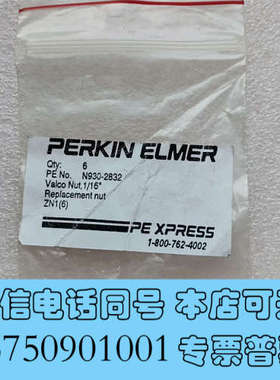 PERKIN ELMER
Qty: 6
PE No. N930-2832
Valco Nut, 1/16"
Replacement nut
ZN1(6)
PE XPRESS
1-800-762-4002
信电话同号 本店可
750901001 专票普